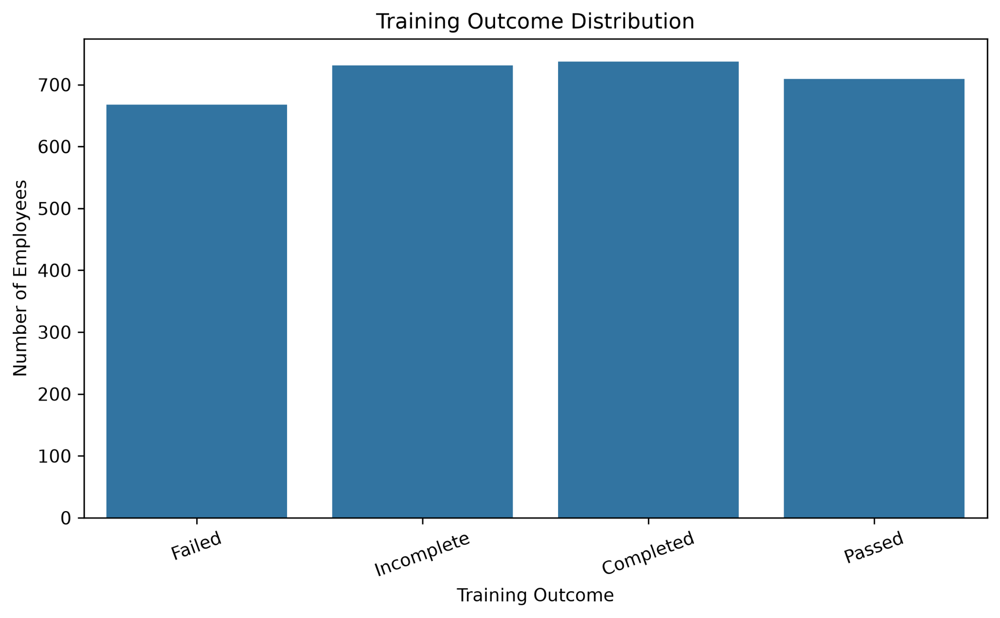 Training Outcome Distribution
Number of Employees
700
600
500
400
300
200
100
0
Failed
Incomplete
Completed
Passed
Training Outcome